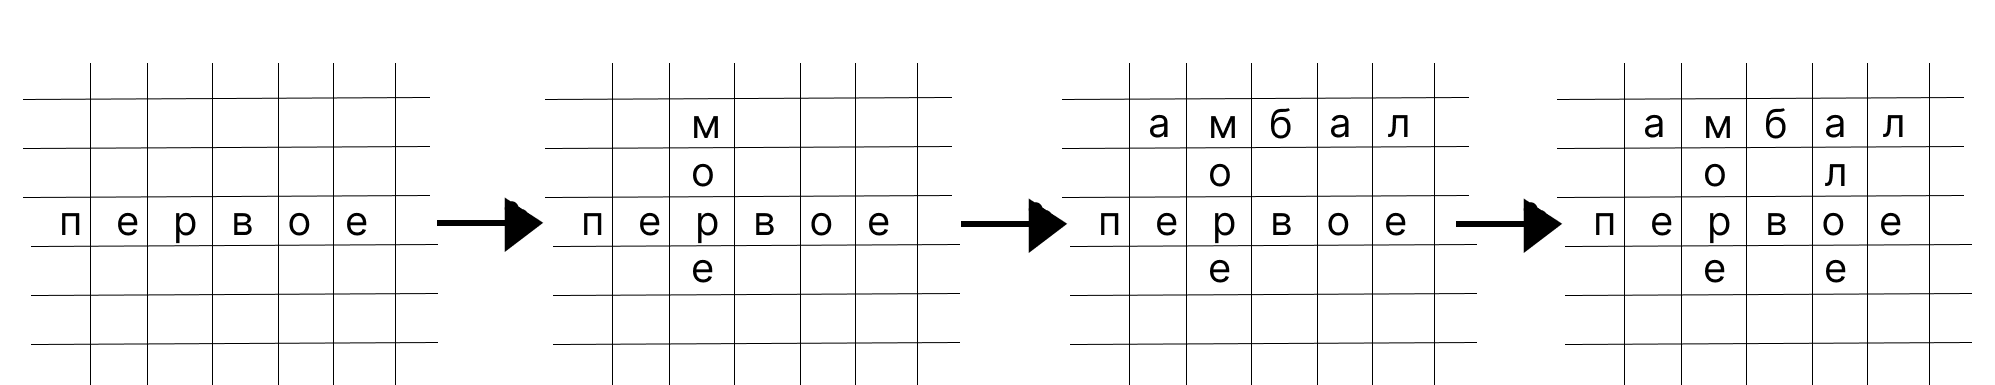 первое
м
о
первое
е
амбал
о
первое
е
амбал
о л
первое
е е